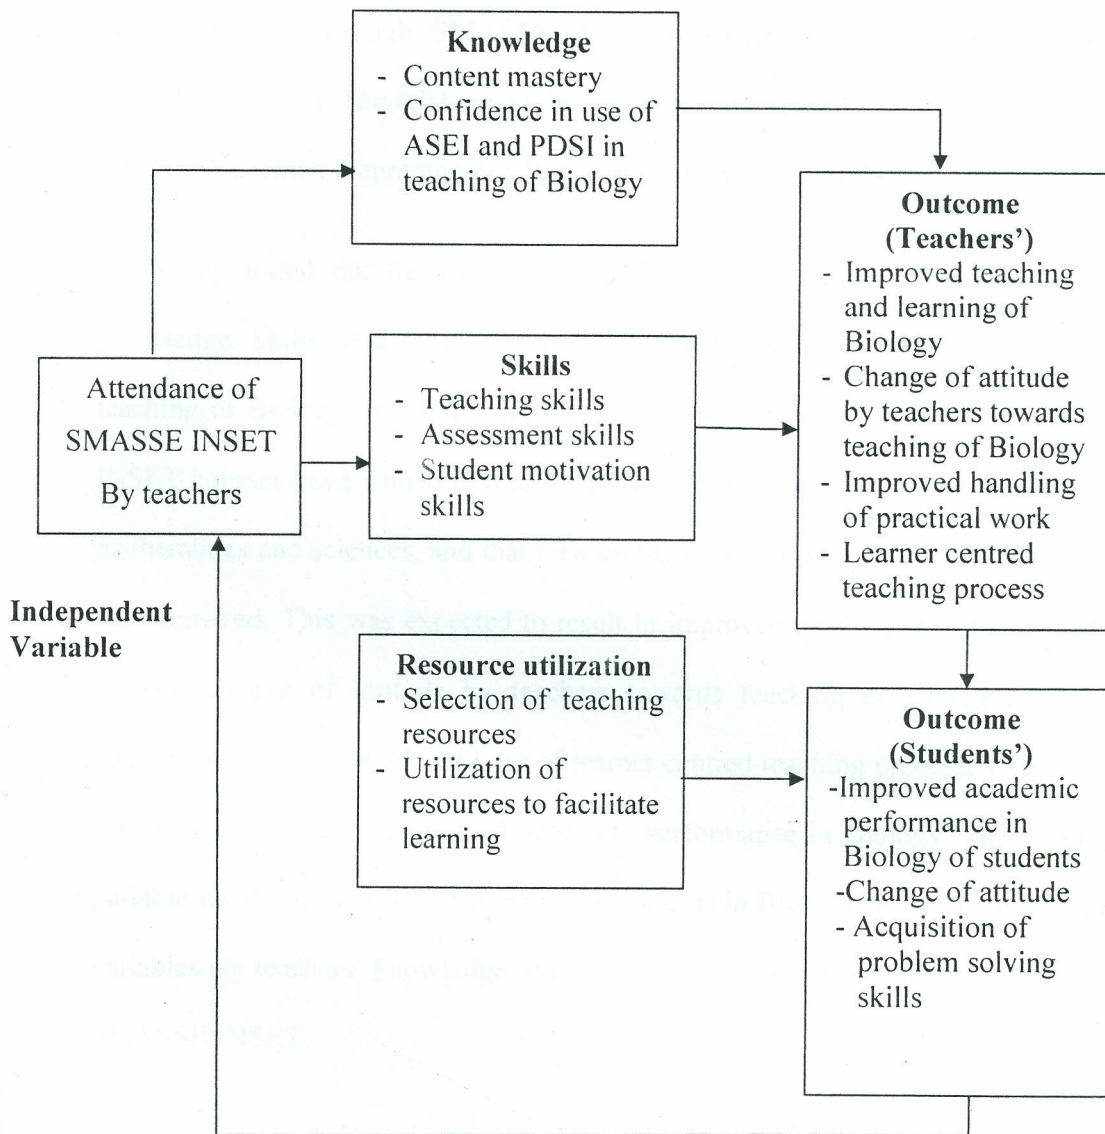 Knowledge
- Content mastery
- Confidence in use of
ASEI and PDSI in
teaching of Biology
Attendance of
SMASSE INSET
By teachers
Independent
Variable
Skills
- Teaching skills
- Assessment skills
- Student motivation
skills
Resource utilization
- Selection of teaching
resources
- Utilization of
resources to facilitate
learning
Outcome
(Teachers')
- Improved teaching
and learning of
Biology
- Change of attitude
by teachers towards
teaching of Biology
- Improved handling
of practical work
- Learner centred
teaching process
Outcome
(Students')
-Improved academic
performance in
Biology of students
-Change of attitude
- Acquisition of
problem solving
skills